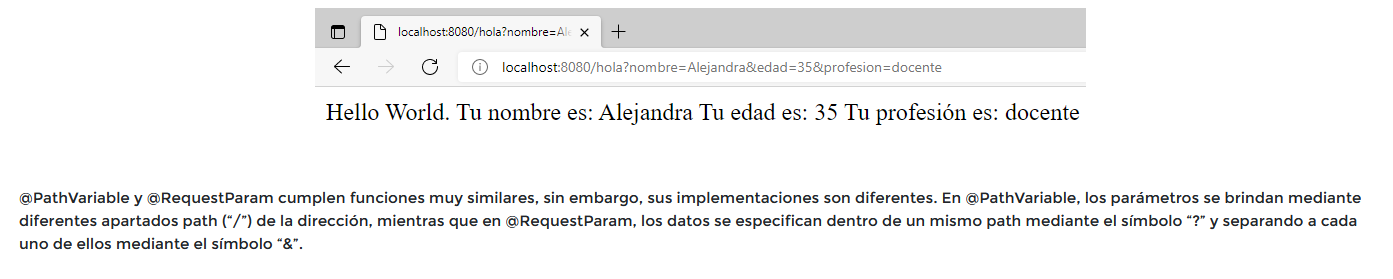 localhost:8080/hola?nombre=Ale
localhost:8080/hola?nombre=Alejandra&edad=35&profesion=docente
Hello World. Tu nombre es: Alejandra Tu edad es: 35 Tu profesión es: docente
@PathVariable y @RequestParam cumplen funciones muy similares, sin embargo, sus implementaciones son diferentes. En @PathVariable, los parámetros se brindan mediante
diferentes apartados path (“/”) de la dirección, mientras que en @RequestParam, los datos se especifican dentro de un mismo path mediante el símbolo “?” y separando a cada
uno de ellos mediante el símbolo “&”.